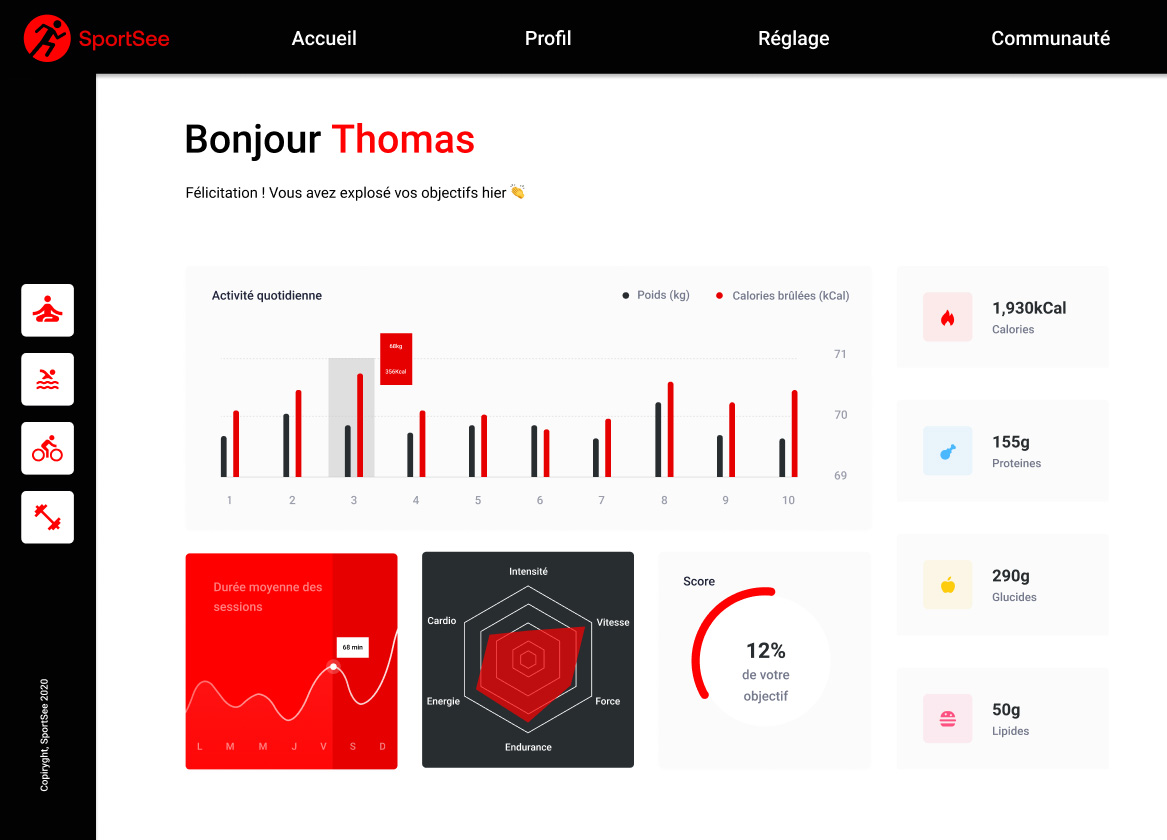 SportSee
Accueil
Profil
Réglage
Communauté
Bonjour Thomas
Félicitation ! Vous avez explosé vos objectifs hier 👏
Activité quotidienne
Poids (kg)
Calories brûlées (kCal)
68kg
356Kcal
71
70
69
1 2 3 4 5 6 7 8 9 10
1,930kCal
Calories
155g
Proteines
290g
Glucides
50g
Lipides
Durée moyenne des
sessions
68 min
L M M J V S D
Intensité
Cardio
Vitesse
Energie
Force
Endurance
Score
12%
de votre
objectif
Copiryght, SportSee 2020